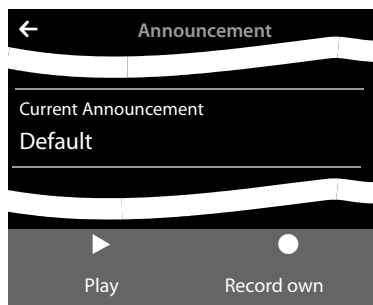 Announcement
Current Announcement
Default
Play
Record own